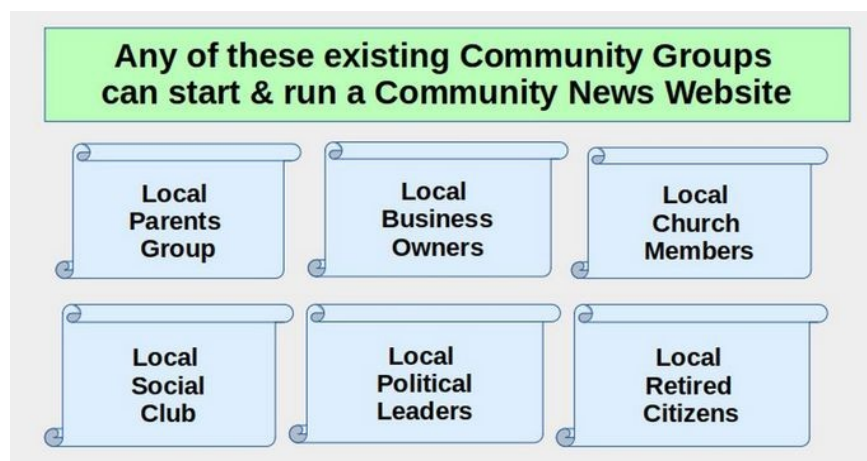 Any of these existing Community Groups
can start & run a Community News Website
Local
Parents
Group
Local
Business
Owners
Local
Church
Members
Local
Social
Club
Local
Political
Leaders
Local
Retired
Citizens